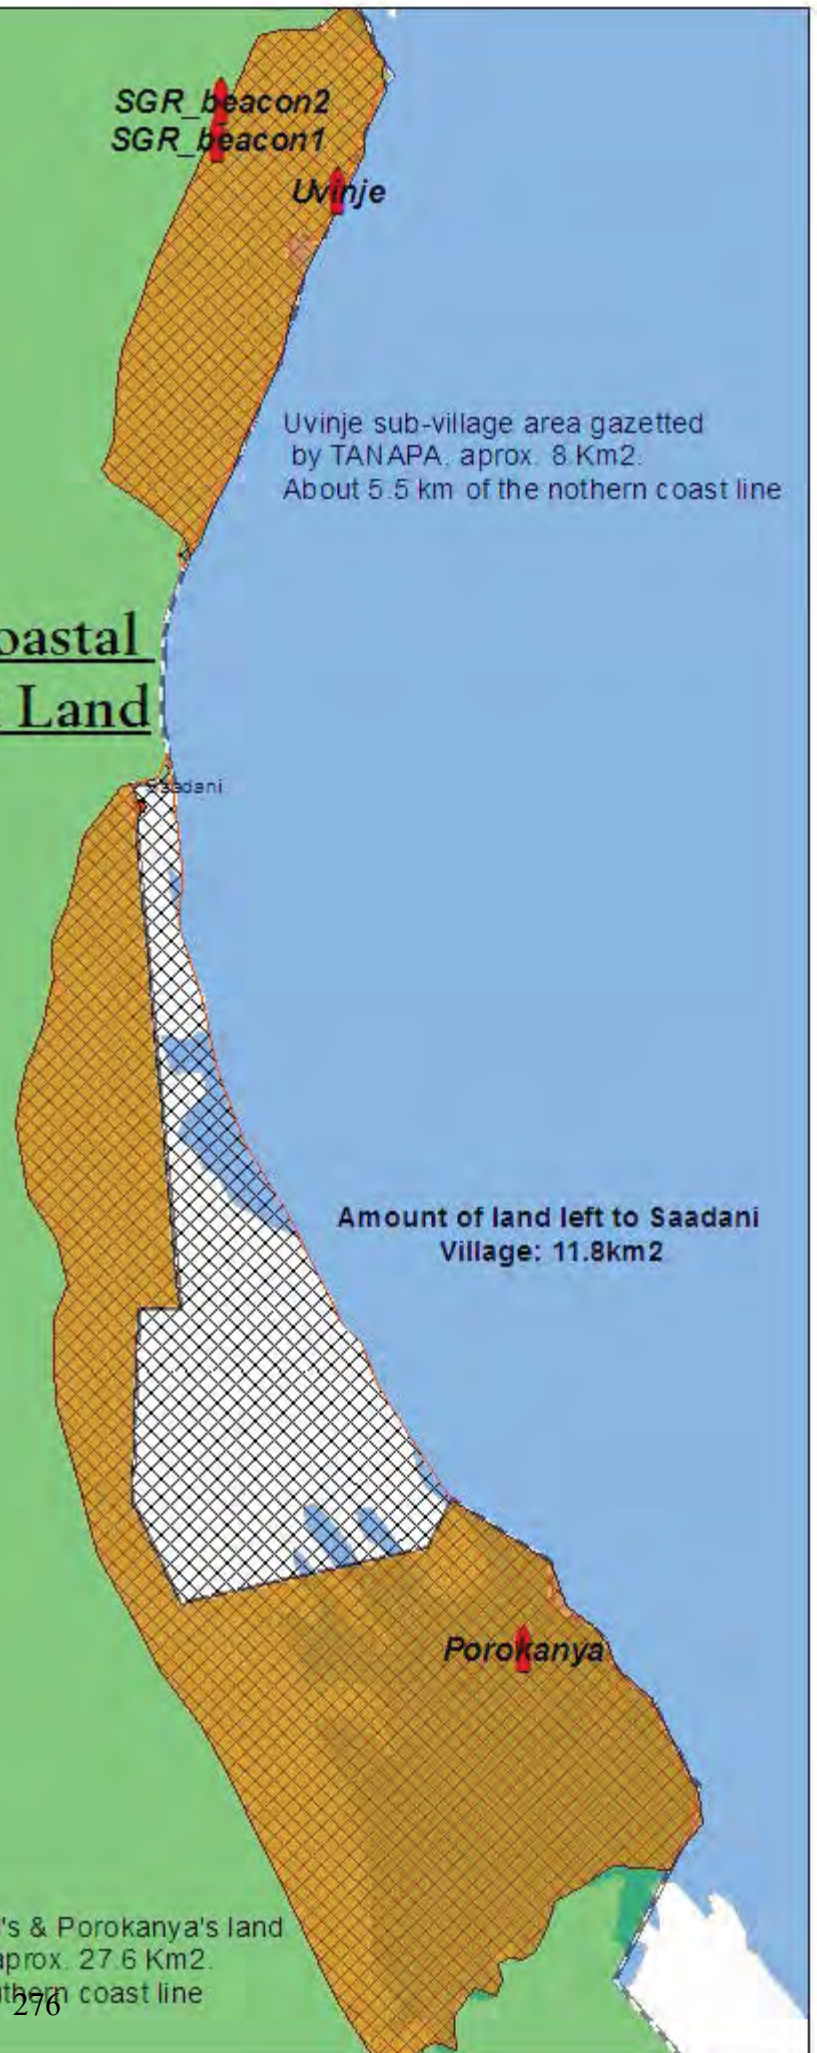 SGR_beacon2
SGR_beacon1
Uvinje
Uvinje sub-village area gazetted
by TANAPA. aprox. 8 Km2.
About 5.5 km of the nothern coast line
oastal
Land
Saadani
Amount of land left to Saadani
Village: 11.8km2
Porokanya
's & Porokanya's land
aprox. 27.6 Km2.
uthern coast line
276